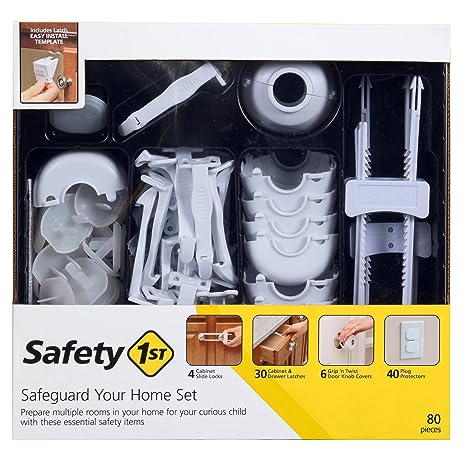 Includes Latch
EASY INSTALL
TEMPLATE
Safety 1ST
4 Cabinet
Slide Locks
30 Cabinet &
Drawer Latches
6 Grip 'n Twist
Door Knob Covers
40 Plug
Protectors
Safeguard Your Home Set
Prepare multiple rooms in your home for your curious child
with these essential safety items
80
pieces